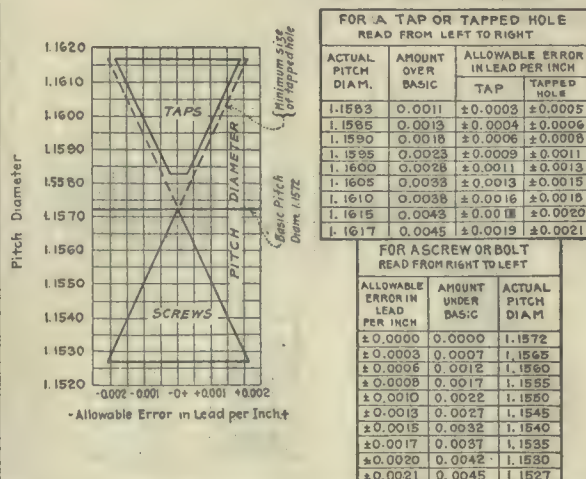 1.1620
1.1610
1.1600
1.1590
1.5580
1.1570
1.1560
1.1550
1.1540
1.1530
1.1520
Pitch Diameter
TAPS
SCREWS
PITCH DIAMETER
Minimum size
of tapped hole
Basic Pitch
Diam. 1.1572
-0.002 -0.001 -0+ +0.001 +0.002
- Allowable Error in Lead per Inch +
FOR A TAP OR TAPPED HOLE
READ FROM LEFT TO RIGHT
ACTUAL PITCH DIAM. AMOUNT OVER BASIC ALLOWABLE ERROR IN LEAD PER INCH
TAP TAPPED HOLE
1.1583 0.0011 ±0.0003 ±0.0005
1.1585 0.0013 ±0.0004 ±0.0006
1.1590 0.0018 ±0.0006 ±0.0008
1.1595 0.0023 ±0.0009 ±0.0011
1.1600 0.0028 ±0.0011 ±0.0013
1.1605 0.0033 ±0.0013 ±0.0015
1.1610 0.0038 ±0.0016 ±0.0018
1.1615 0.0043 ±0.0020
1.1617 0.0045 ±0.0019 ±0.0021
FOR A SCREW OR BOLT
READ FROM RIGHT TO LEFT
ALLOWABLE ERROR IN LEAD PER INCH AMOUNT UNDER BASIC ACTUAL PITCH DIAM
±0.0000 0.0000 1.1572
±0.0003 0.0007 1.1565
±0.0006 0.0012 1.1560
±0.0008 0.0017 1.1555
±0.0010 0.0022 1.1550
±0.0013 0.0027 1.1545
±0.0015 0.0032 1.1540
±0.0017 0.0037 1.1535
±0.0020 0.0042 1.1530
±0.0021 0.0045 1.1527